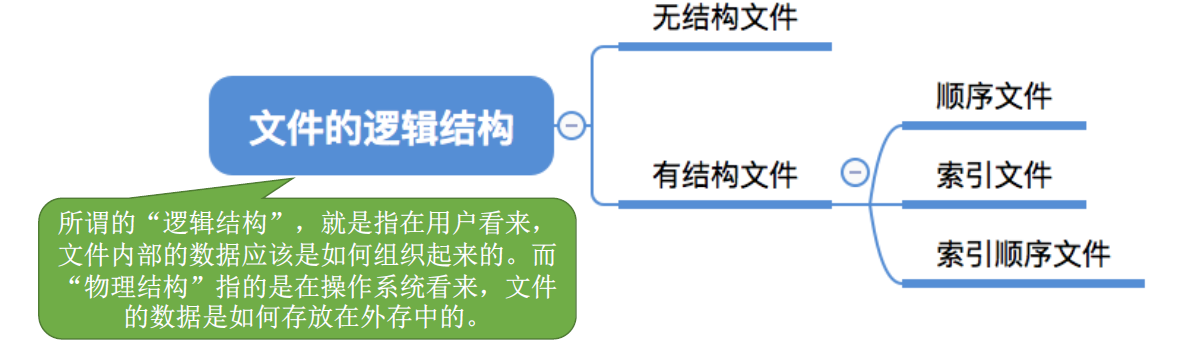 无结构文件
文件的逻辑结构
顺序文件
有结构文件
索引文件
索引顺序文件
所谓的“逻辑结构”，就是指在用户看来，
文件内部的数据应该是如何组织起来的。而
“物理结构”指的是在操作系统看来，文件
的数据是如何存放在外存中的。